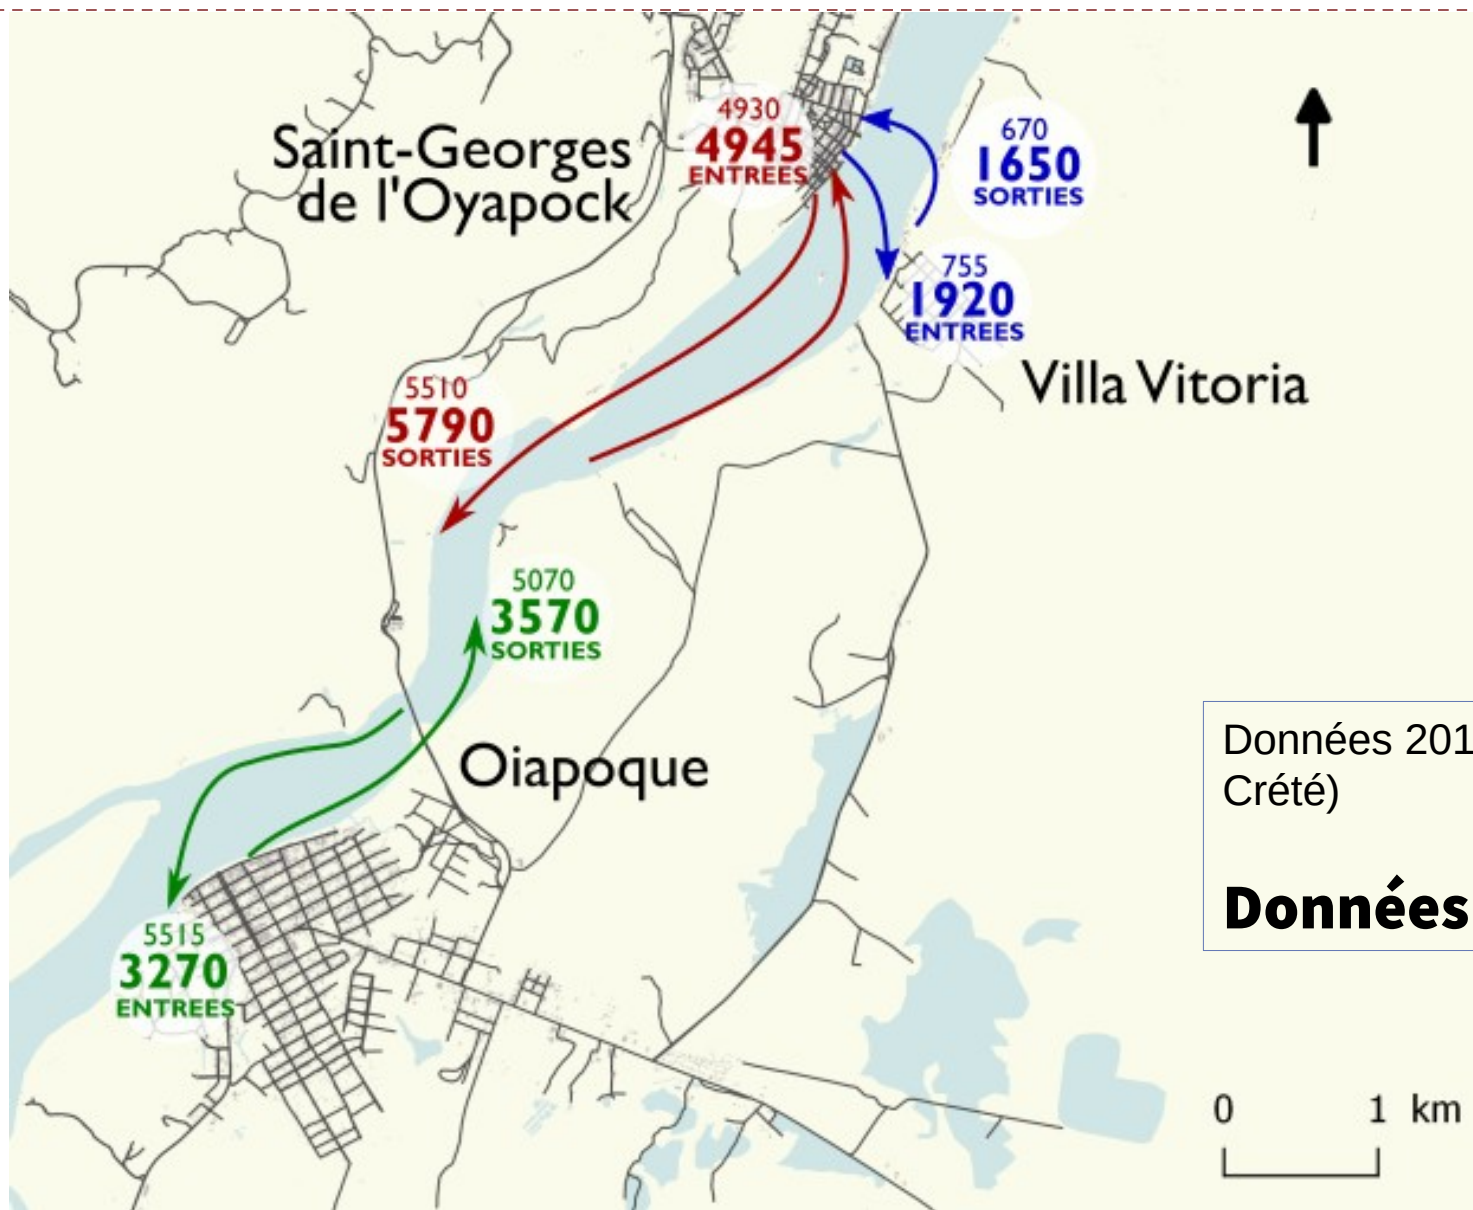 4930
4945
ENTREES
670
1650
SORTIES
Saint-Georges
de l'Oyapock
755
1920
ENTREES
Villa Vitoria
5510
5790
SORTIES
5070
3570
SORTIES
Oiapoque
Données 201
Crété)
Données
5515
3270
ENTREES
0 1 km